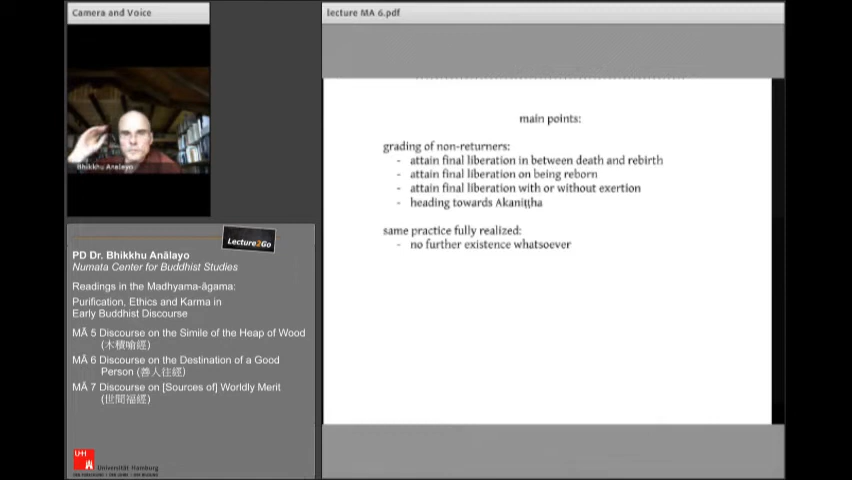 Camera and Voice
lecture MA 6.pdf
Bhikkhu Anālayo
main points:
grading of non-returners:
- attain final liberation in between death and rebirth
- attain final liberation on being reborn
- attain final liberation with or without exertion
- heading towards Akaniṭṭha
same practice fully realized:
- no further existence whatsoever
Lecture2Go
PD Dr. Bhikkhu Anālayo
Numata Center for Buddhist Studies
Readings in the Madhyama-āgama:
Purification, Ethics and Karma in
Early Buddhist Discourse
MĀ 5 Discourse on the Simile of the Heap of Wood
(木積喻經)
MĀ 6 Discourse on the Destination of a Good
Person (善人往經)
MĀ 7 Discourse on [Sources of] Worldly Merit
(世間福經)
UH
Universität Hamburg